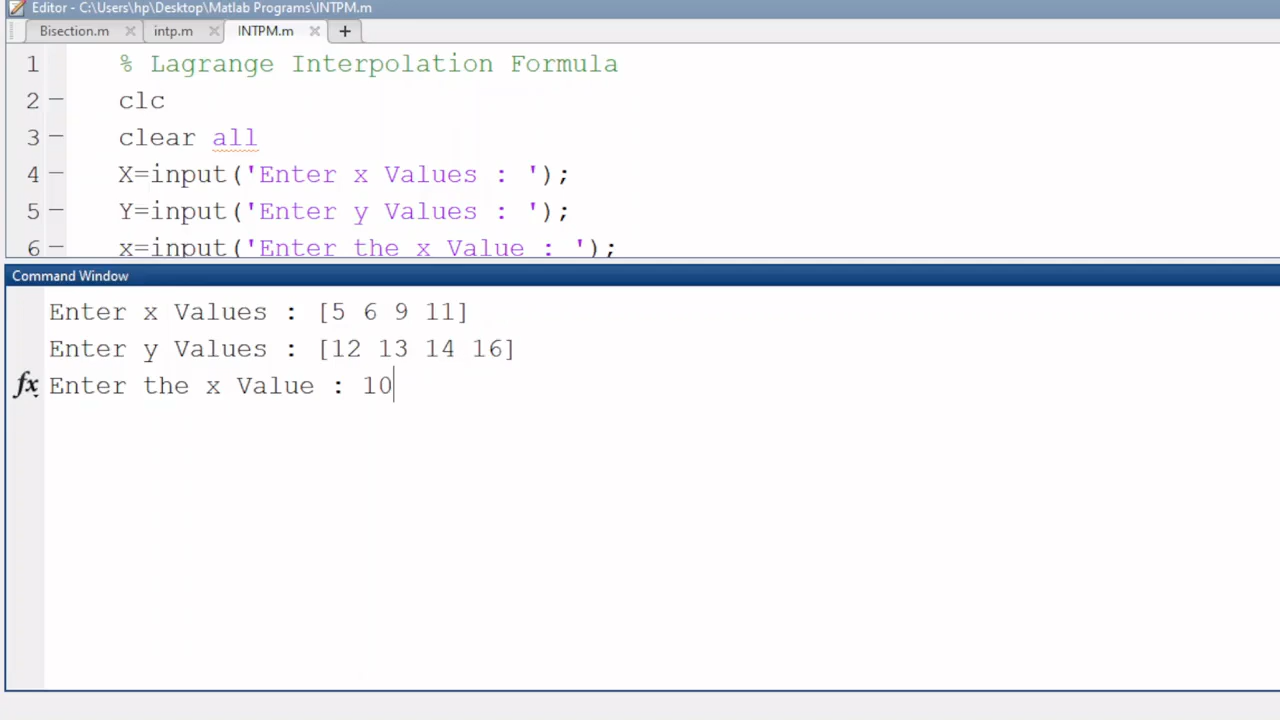 Editor - C:\Users\hp\Desktop\Matlab Programs\INTPM.m
Bisection.m × intp.m × INTPM.m × +
1 % Lagrange Interpolation Formula
2 — clc
3 — clear all
4 — X=input('Enter x Values : ');
5 — Y=input('Enter y Values : ');
6 — x=input('Enter the x Value : ');
Command Window
Enter x Values : [5 6 9 11]
Enter y Values : [12 13 14 16]
fx Enter the x Value : 10